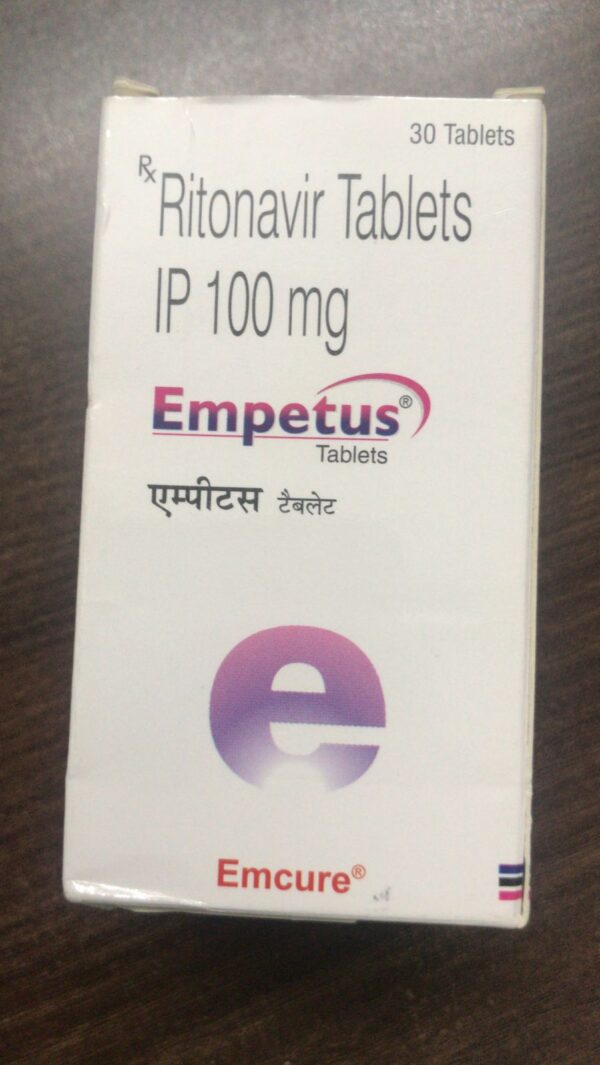 30 Tablets
Rx Ritonavir Tablets
IP 100 mg
Empetus®
Tablets
एम्पीटस टैबलेट
e
Emcure®